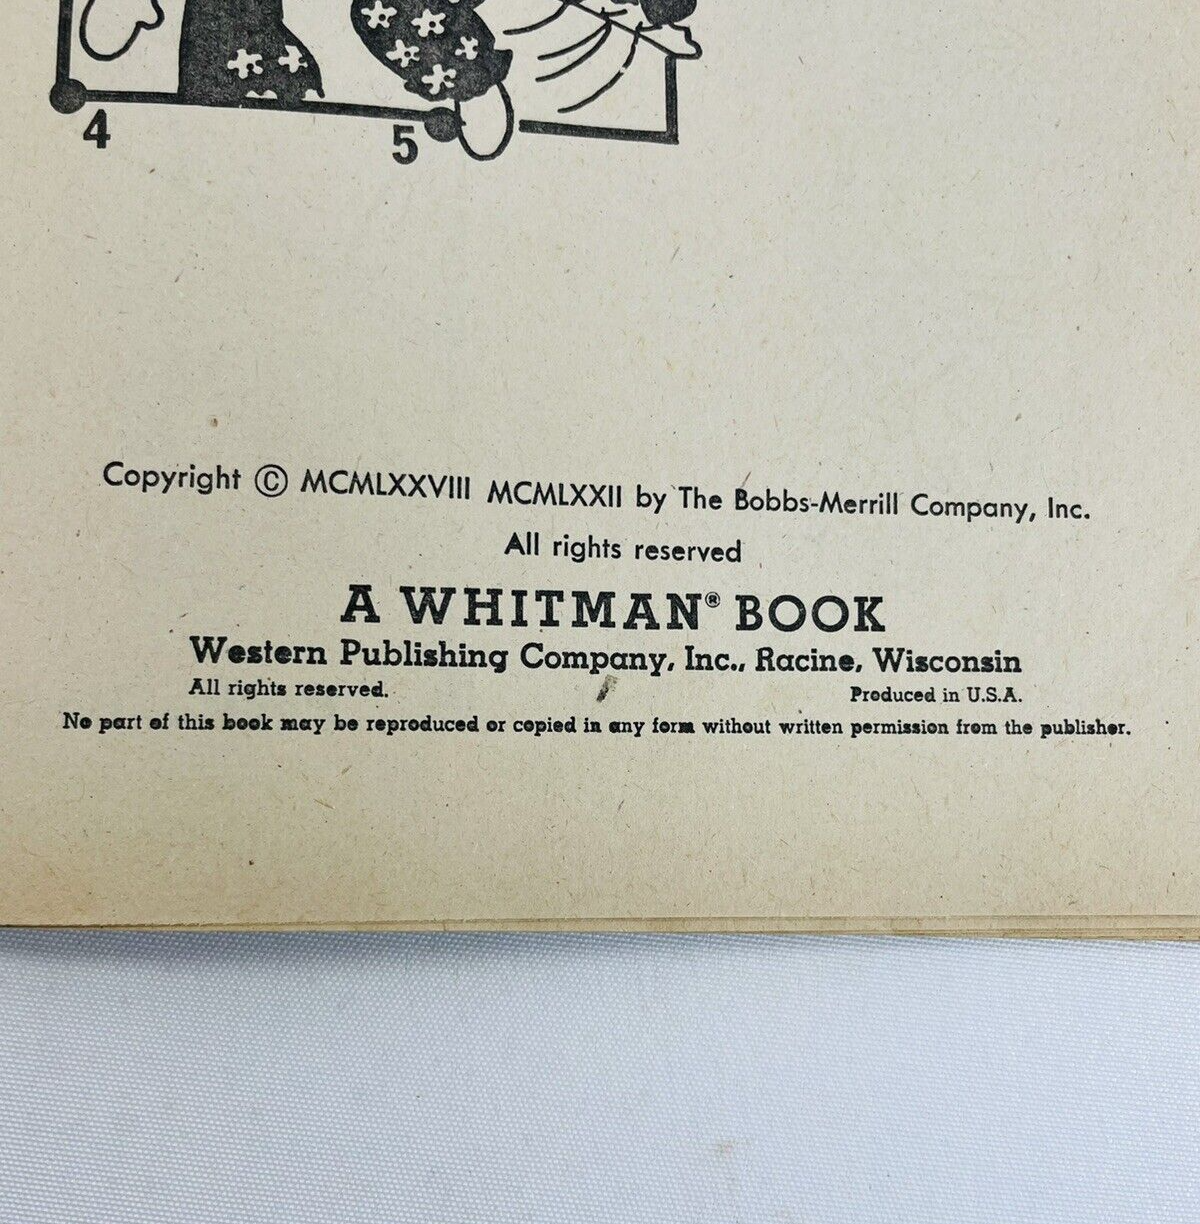 4
5
Copyright © MCMLXXVIII MCMLXXII by The Bobbs-Merrill Company, Inc.
All rights reserved
A WHITMAN® BOOK
Western Publishing Company, Inc., Racine, Wisconsin
All rights reserved. Produced in U.S.A.
No part of this book may be reproduced or copied in any form without written permission from the publisher.